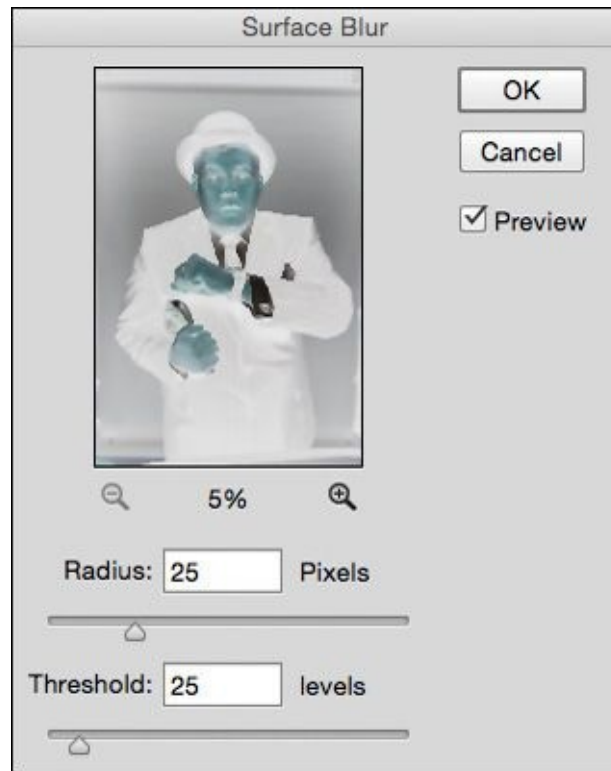 Surface Blur
OK
Cancel
Preview
5%
Radius: 25 Pixels
Threshold: 25 levels